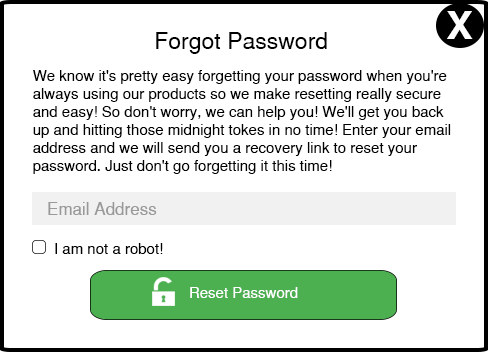 X
Forgot Password
We know it's pretty easy forgetting your password when you're
always using our products so we make resetting really secure
and easy! So don't worry, we can help you! We'll get you back
up and hitting those midnight tokes in no time! Enter your email
address and we will send you a recovery link to reset your
password. Just don't go forgetting it this time!
Email Address
I am not a robot!
Reset Password